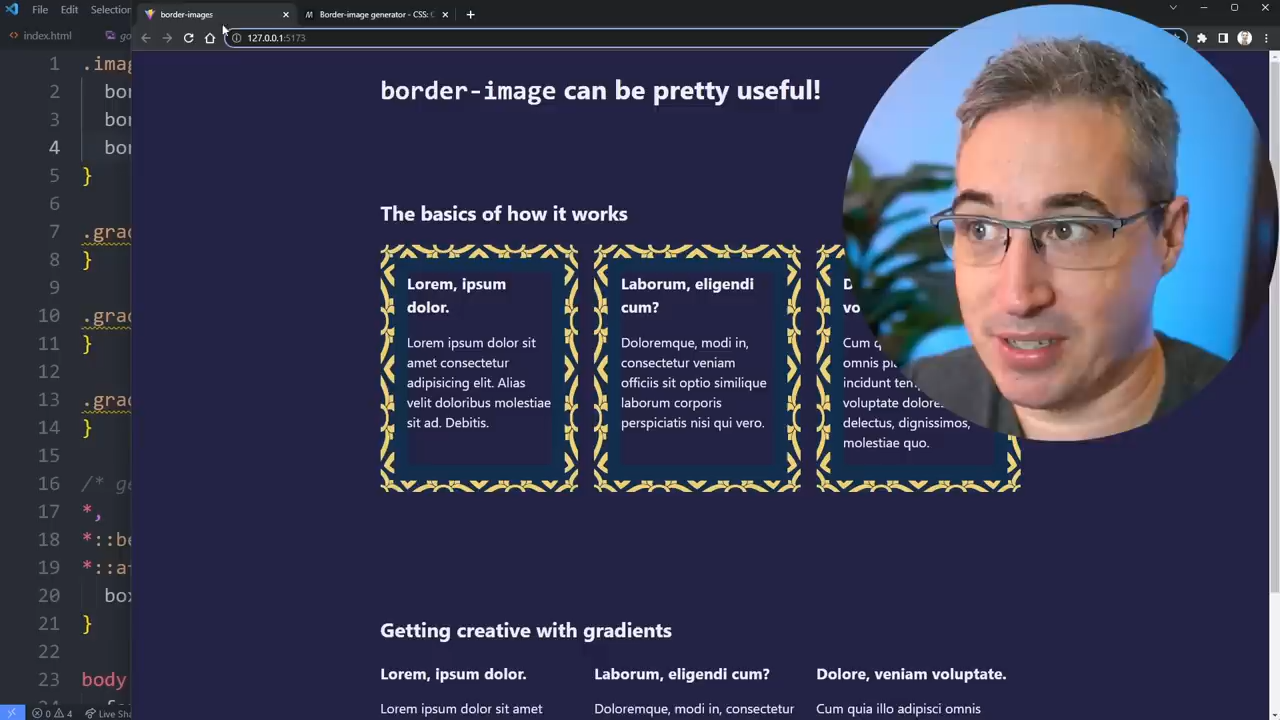 File Edit Selection
border-images
Border-image generator - CSS:
index.html
127.0.0.1:5173
1 .imag
2 bor
3 bor
4 bor
5 }
6
7 .grad
8 }
9
10 .grad
11 }
12
13 .grad
14 }
15
16 /* ge
17 *,
18 *::be
19 *::af
20 box
21 }
22
23 body
border-image can be pretty useful!
The basics of how it works
Lorem, ipsum
dolor.
Lorem ipsum dolor sit
amet consectetur
adipisicing elit. Alias
velit doloribus molestiae
sit ad. Debitis.
Laborum, eligendi
cum?
Doloremque, modi in,
consectetur veniam
officiis sit optio similique
laborum corporis
perspiciatis nisi qui vero.
D
vo
Cum q
omnis pl
incidunt tem
voluptate dolore
delectus, dignissimos,
molestiae quo.
Getting creative with gradients
Lorem, ipsum dolor.
Laborum, eligendi cum?
Dolore, veniam voluptate.
Lorem ipsum dolor sit amet
Doloremque, modi in, consectetur
Cum quia illo adipisci omnis
0 4 Live Sha